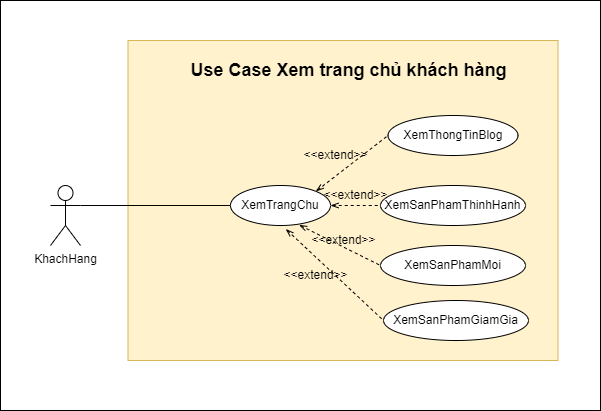 Use Case Xem trang chủ khách hàng
XemThongTinBlog
<<extend>>
<<extend>>
XemTrangChu
XemSanPhamThinhHanh
<<extend>>
KhachHang
XemSanPhamMoi
<<extend>>
XemSanPhamGiamGia